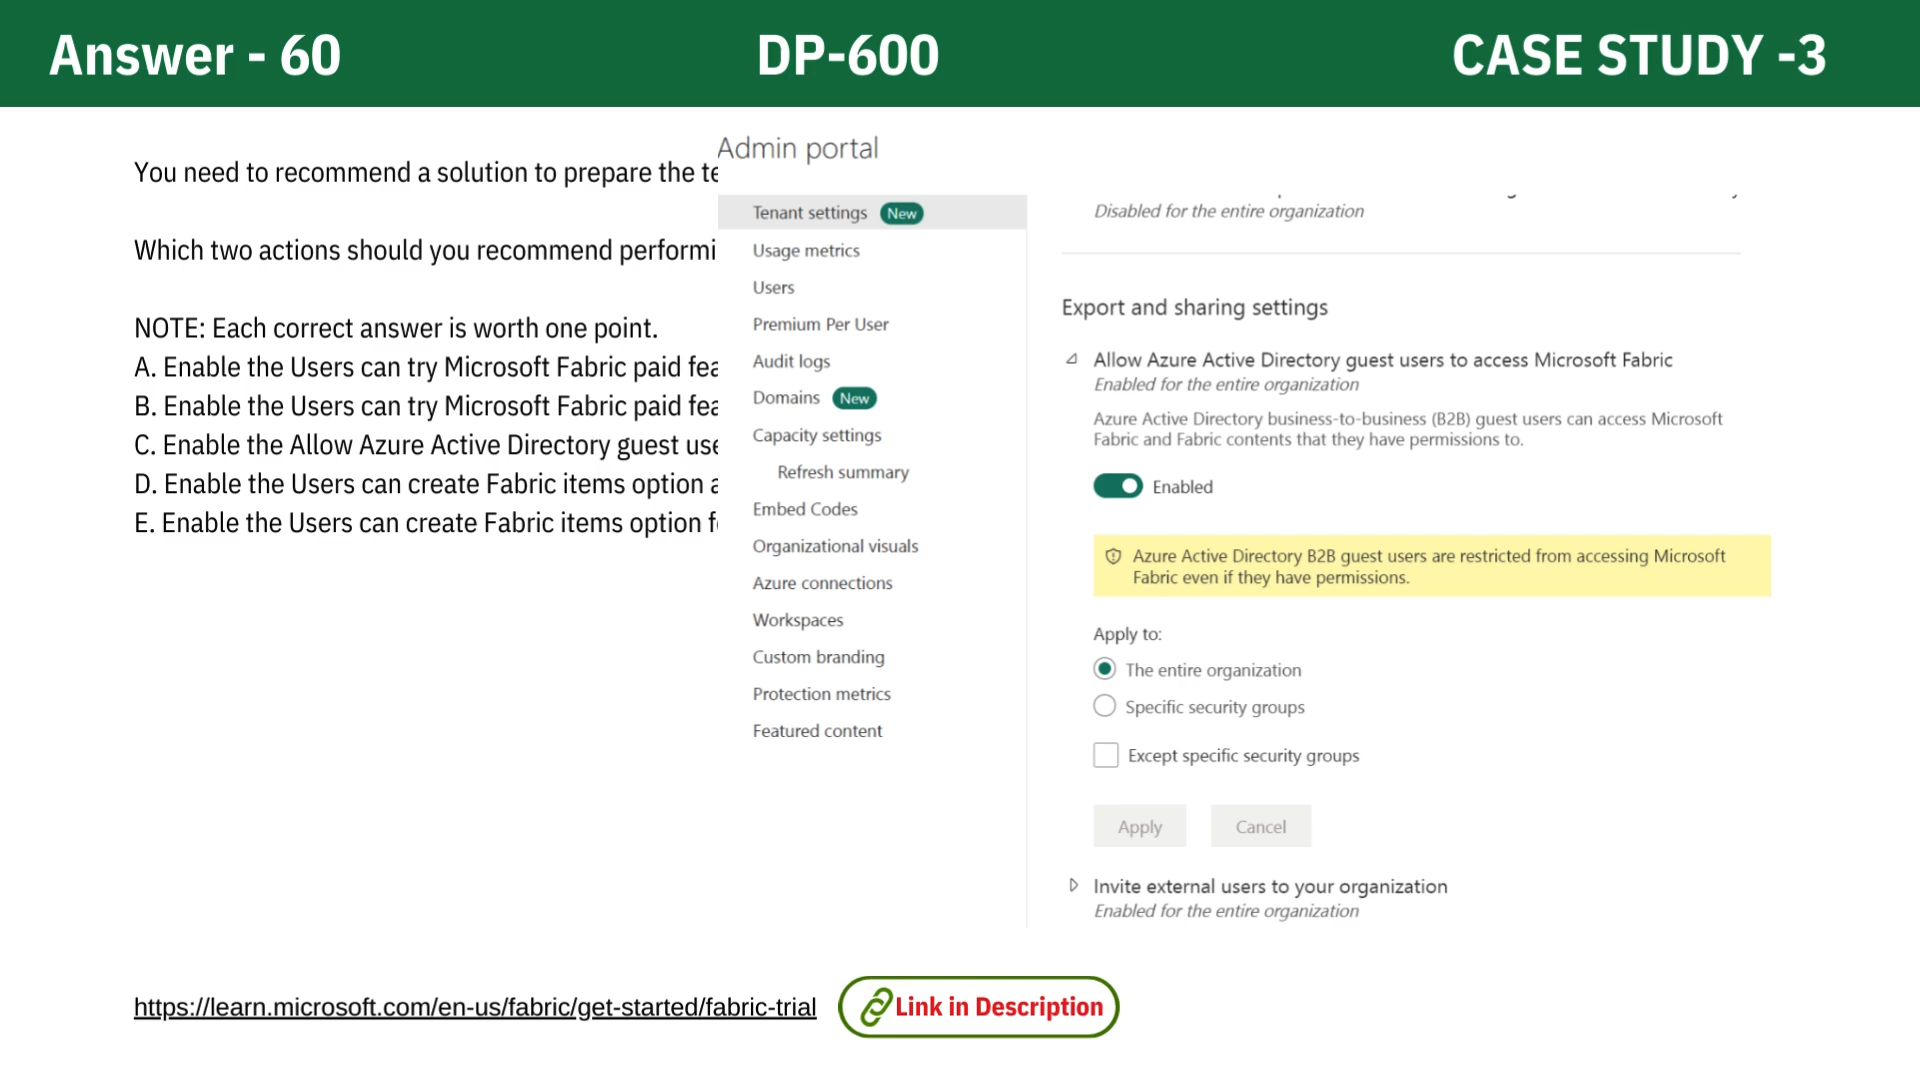 Answer - 60
DP-600
CASE STUDY -3
You need to recommend a solution to prepare the
Which two actions should you recommend
NOTE: Each correct answer is worth one point.
A. Enable the Users can try Microsoft Fabric paid
B. Enable the Users can try Microsoft Fabric paid
C. Enable the Allow Azure Active Directory guest
D. Enable the Users can create Fabric items option
E. Enable the Users can create Fabric items option
Admin portal
Tenant settings New
Usage metrics
Users
Premium Per User
Audit logs
Domains New
Capacity settings
Refresh summary
Embed Codes
Organizational visuals
Azure connections
Workspaces
Custom branding
Protection metrics
Featured content
Disabled for the entire organization
Export and sharing settings
Allow Azure Active Directory guest users to access Microsoft Fabric
Enabled for the entire organization
Azure Active Directory business-to-business (B2B) guest users can access Microsoft
Fabric and Fabric contents that they have permissions to.
Enabled
Azure Active Directory B2B guest users are restricted from accessing Microsoft
Fabric even if they have permissions.
Apply to:
The entire organization
Specific security groups
Except specific security groups
Apply
Cancel
Invite external users to your organization
Enabled for the entire organization
https://learn.microsoft.com/en-us/fabric/get-started/fabric-trial
Link in Description